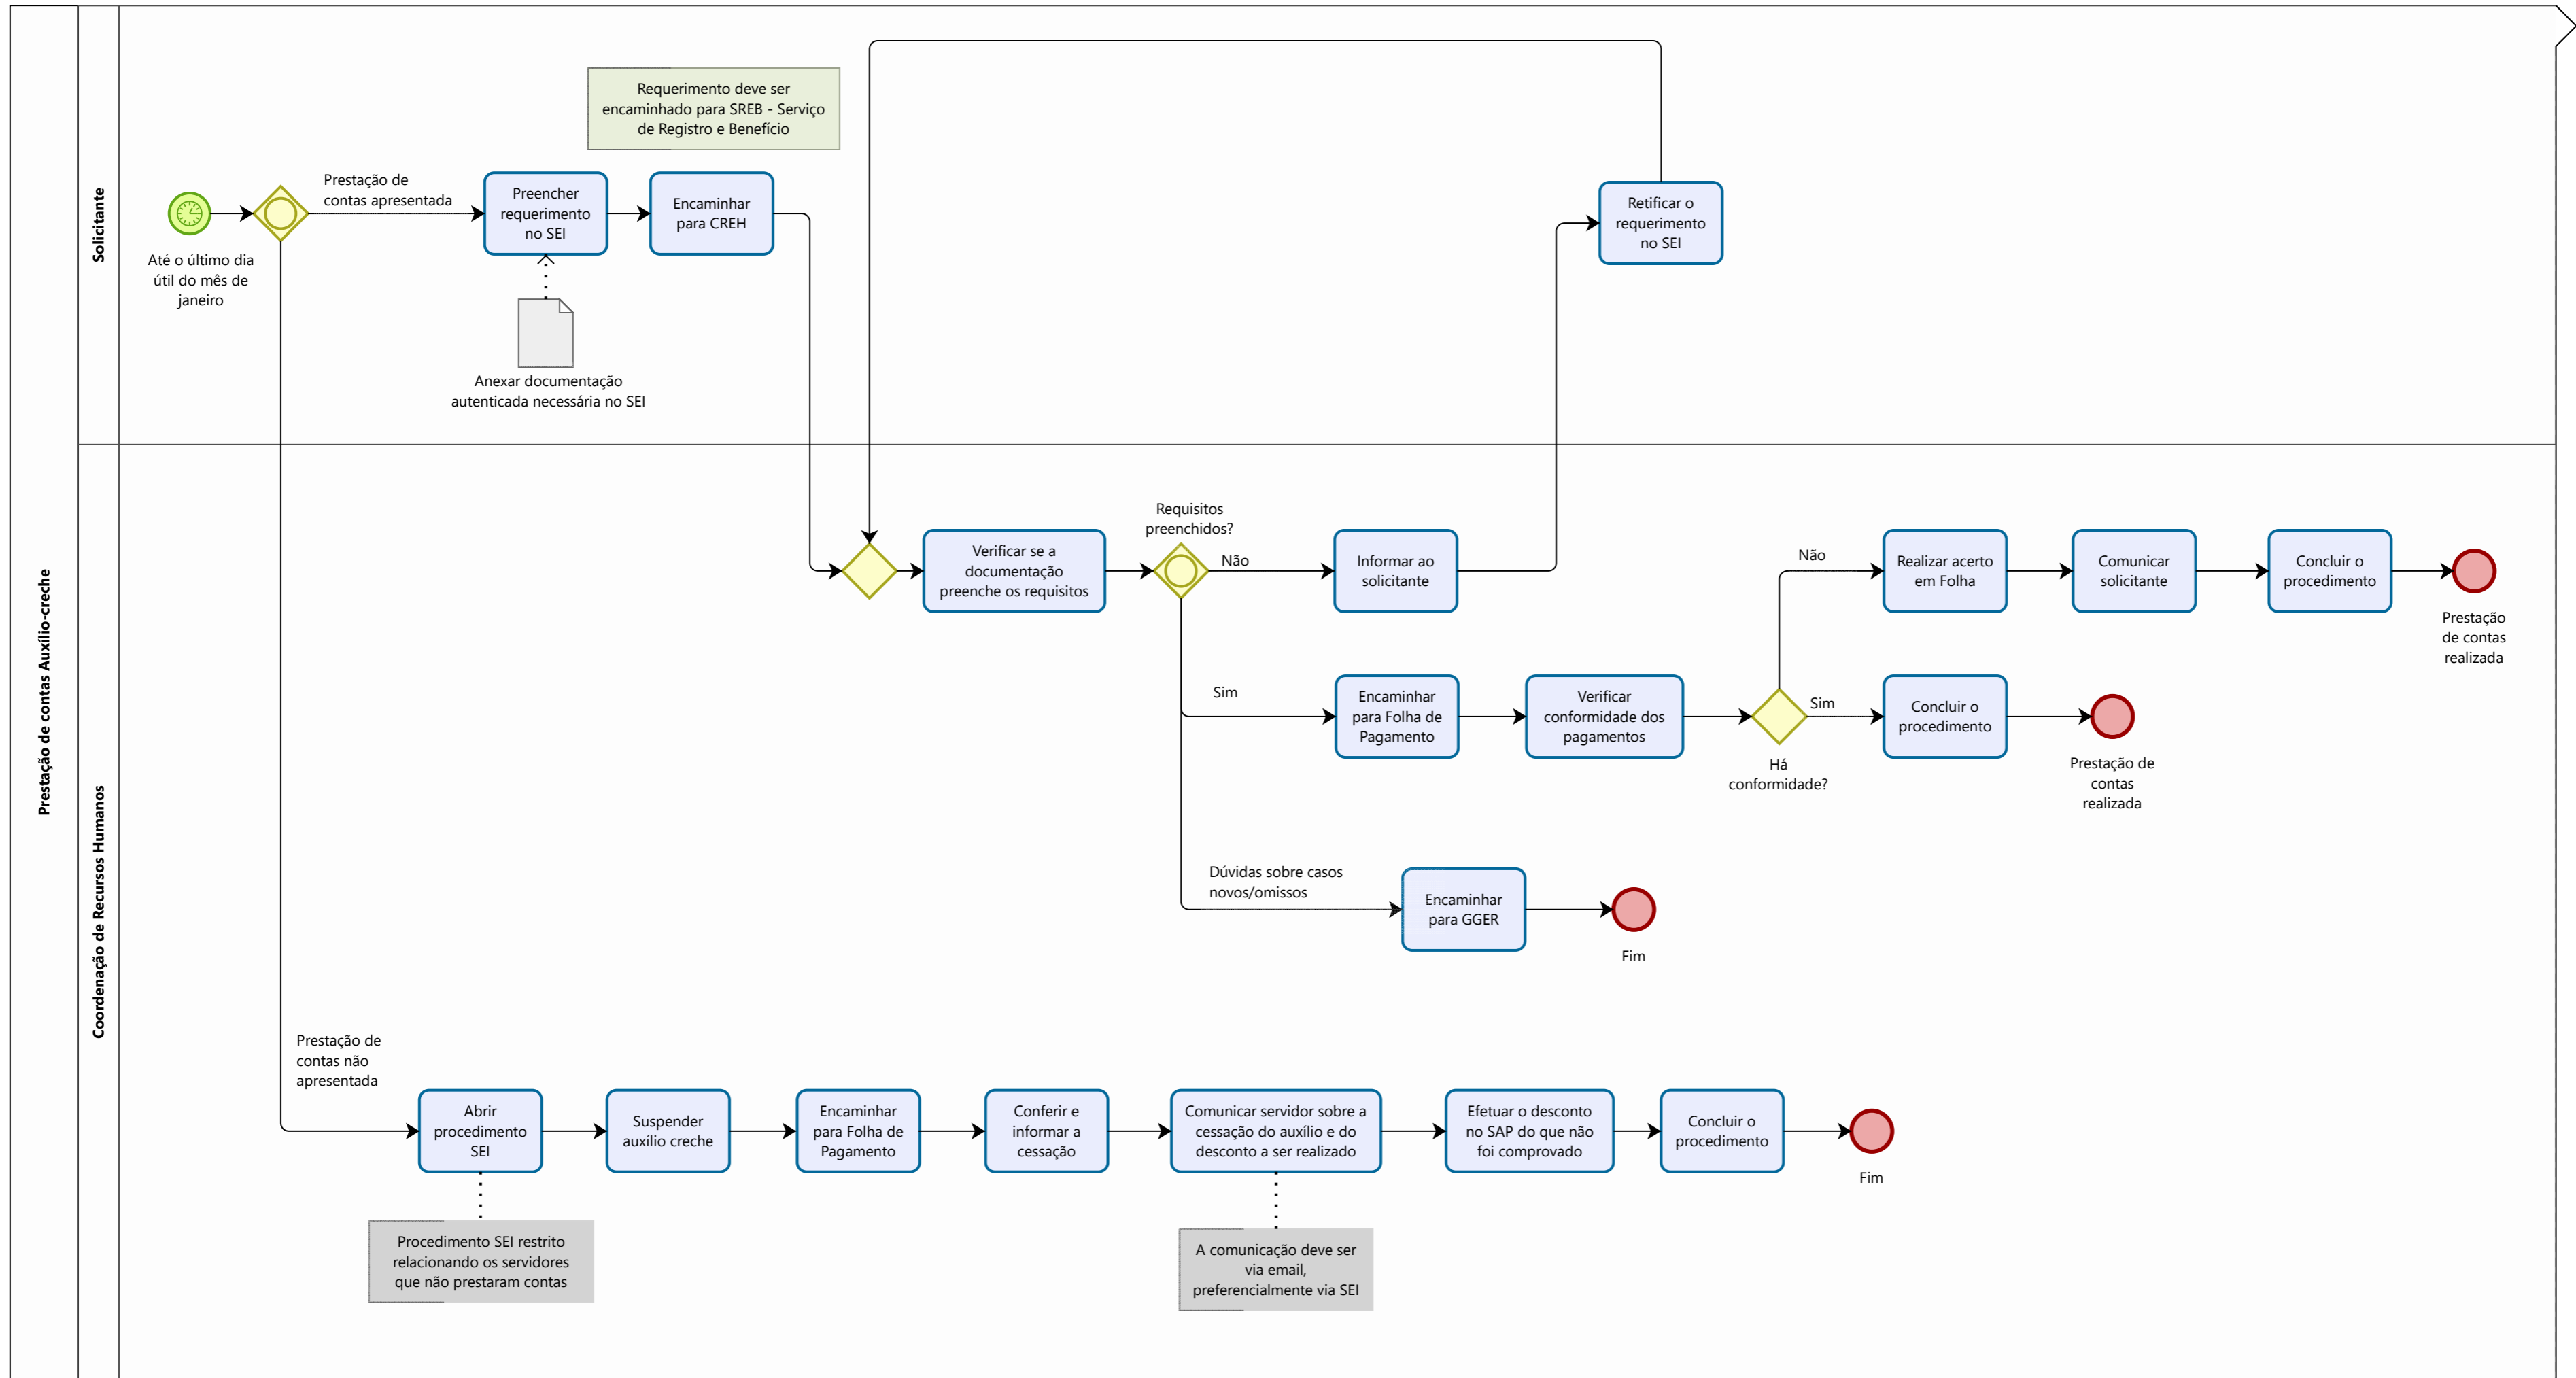 Prestação de contas Auxílio-creche
Solicitante
Coordenação de Recursos Humanos
Requerimento deve ser
encaminhado para SREB - Serviço
de Registro e Benefício
Até o último dia
útil do mês de
janeiro
Prestação de
contas apresentada
Preencher
requerimento
no SEI
Encaminhar
para CREH
Retificar o
requerimento
no SEI
Anexar documentação
autenticada necessária no SEI
Verificar se a
documentação
preenche os requisitos
Requisitos
preenchidos?
Não
Informar ao
solicitante
Não
Realizar acerto
em Folha
Comunicar
solicitante
Concluir o
procedimento
Prestação
de contas
realizada
Sim
Encaminhar
para Folha de
Pagamento
Verificar
conformidade dos
pagamentos
Há
conformidade?
Sim
Concluir o
procedimento
Prestação de
contas
realizada
Dúvidas sobre casos
novos/omissos
Encaminhar
para GGER
Fim
Prestação de
contas não
apresentada
Abrir
procedimento
SEI
Suspender
auxílio creche
Encaminhar
para Folha de
Pagamento
Conferir e
informar a
cessação
Comunicar servidor sobre a
cessação do auxílio e do
desconto a ser realizado
Efetuar o desconto
no SAP do que não
foi comprovado
Concluir o
procedimento
Fim
Procedimento SEI restrito
relacionando os servidores
que não prestaram contas
A comunicação deve ser
via email,
preferencialmente via SEI